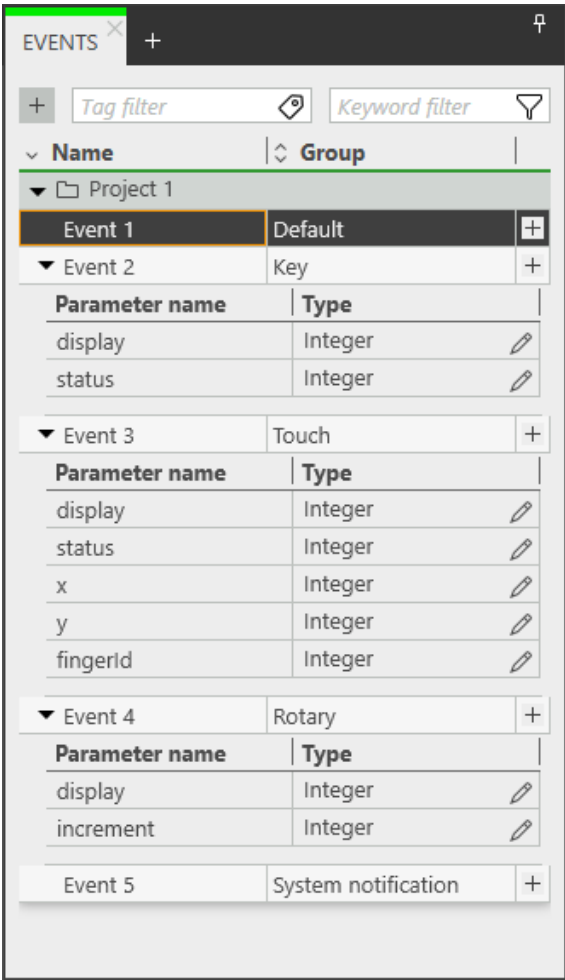 EVENTS +
+ Tag filter Keyword filter
Name Group
Project 1
Event 1 Default +
Event 2 Key +
Parameter name Type
display Integer
status Integer
Event 3 Touch +
Parameter name Type
display Integer
status Integer
x Integer
y Integer
fingerId Integer
Event 4 Rotary +
Parameter name Type
display Integer
increment Integer
Event 5 System notification +